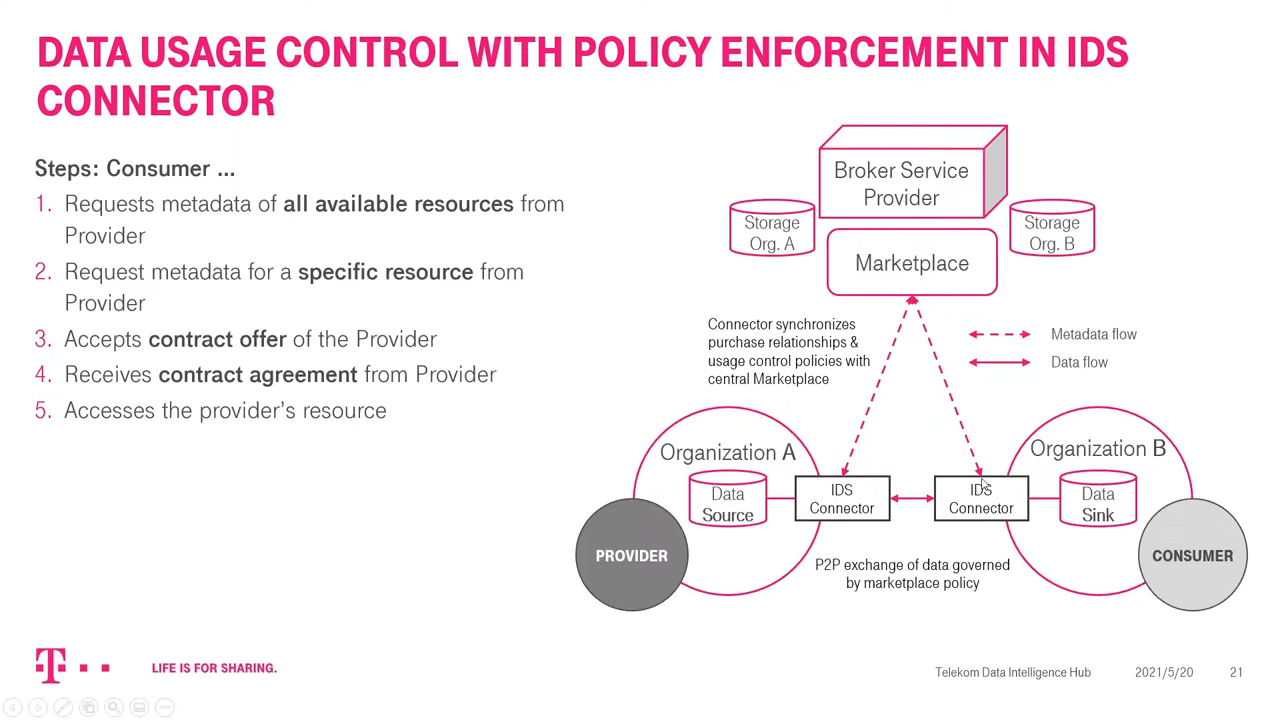 DATA USAGE CONTROL WITH POLICY ENFORCEMENT IN IDS
CONNECTOR
Steps: Consumer ...
1. Requests metadata of all available resources from
Provider
2. Request metadata for a specific resource from
Provider
3. Accepts contract offer of the Provider
4. Receives contract agreement from Provider
5. Accesses the provider's resource
Broker Service
Provider
Storage
Org. A
Storage
Org. B
Marketplace
Connector synchronizes
purchase relationships &
usage control policies with
central Marketplace
Metadata flow
Data flow
Organization A
Data
Source
IDS
Connector
IDS
Connector
Organization B
Data
Sink
PROVIDER
CONSUMER
P2P exchange of data governed
by marketplace policy
T
LIFE IS FOR SHARING.
Telekom Data Intelligence Hub
2021/5/20
21